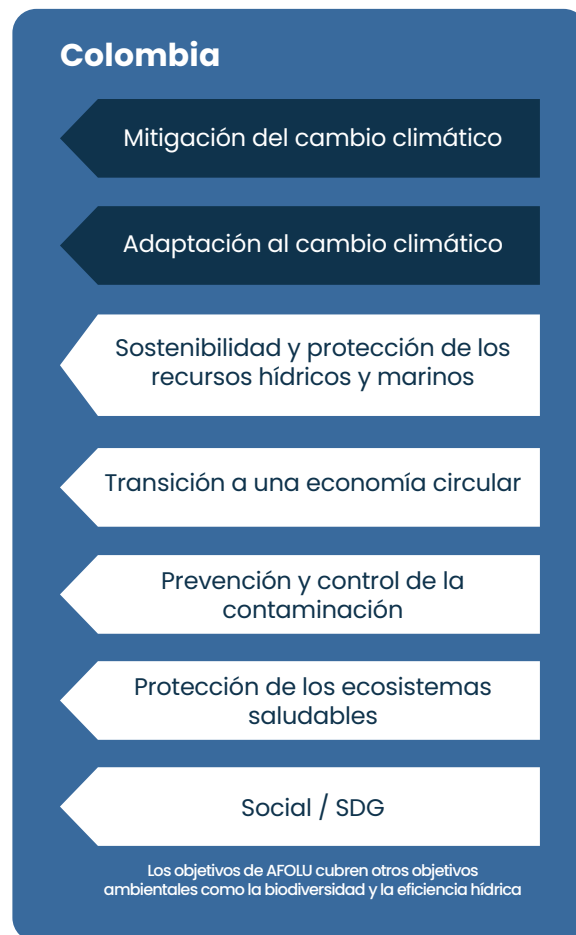 Colombia
Mitigación del cambio climático
Adaptación al cambio climático
Sostenibilidad y protección de los
recursos hídricos y marinos
Transición a una economía circular
Prevención y control de la
contaminación
Protección de los ecosistemas
saludables
Social / SDG
Los objetivos de AFOLU cubren otros objetivos
ambientales como la biodiversidad y la eficiencia hídrica